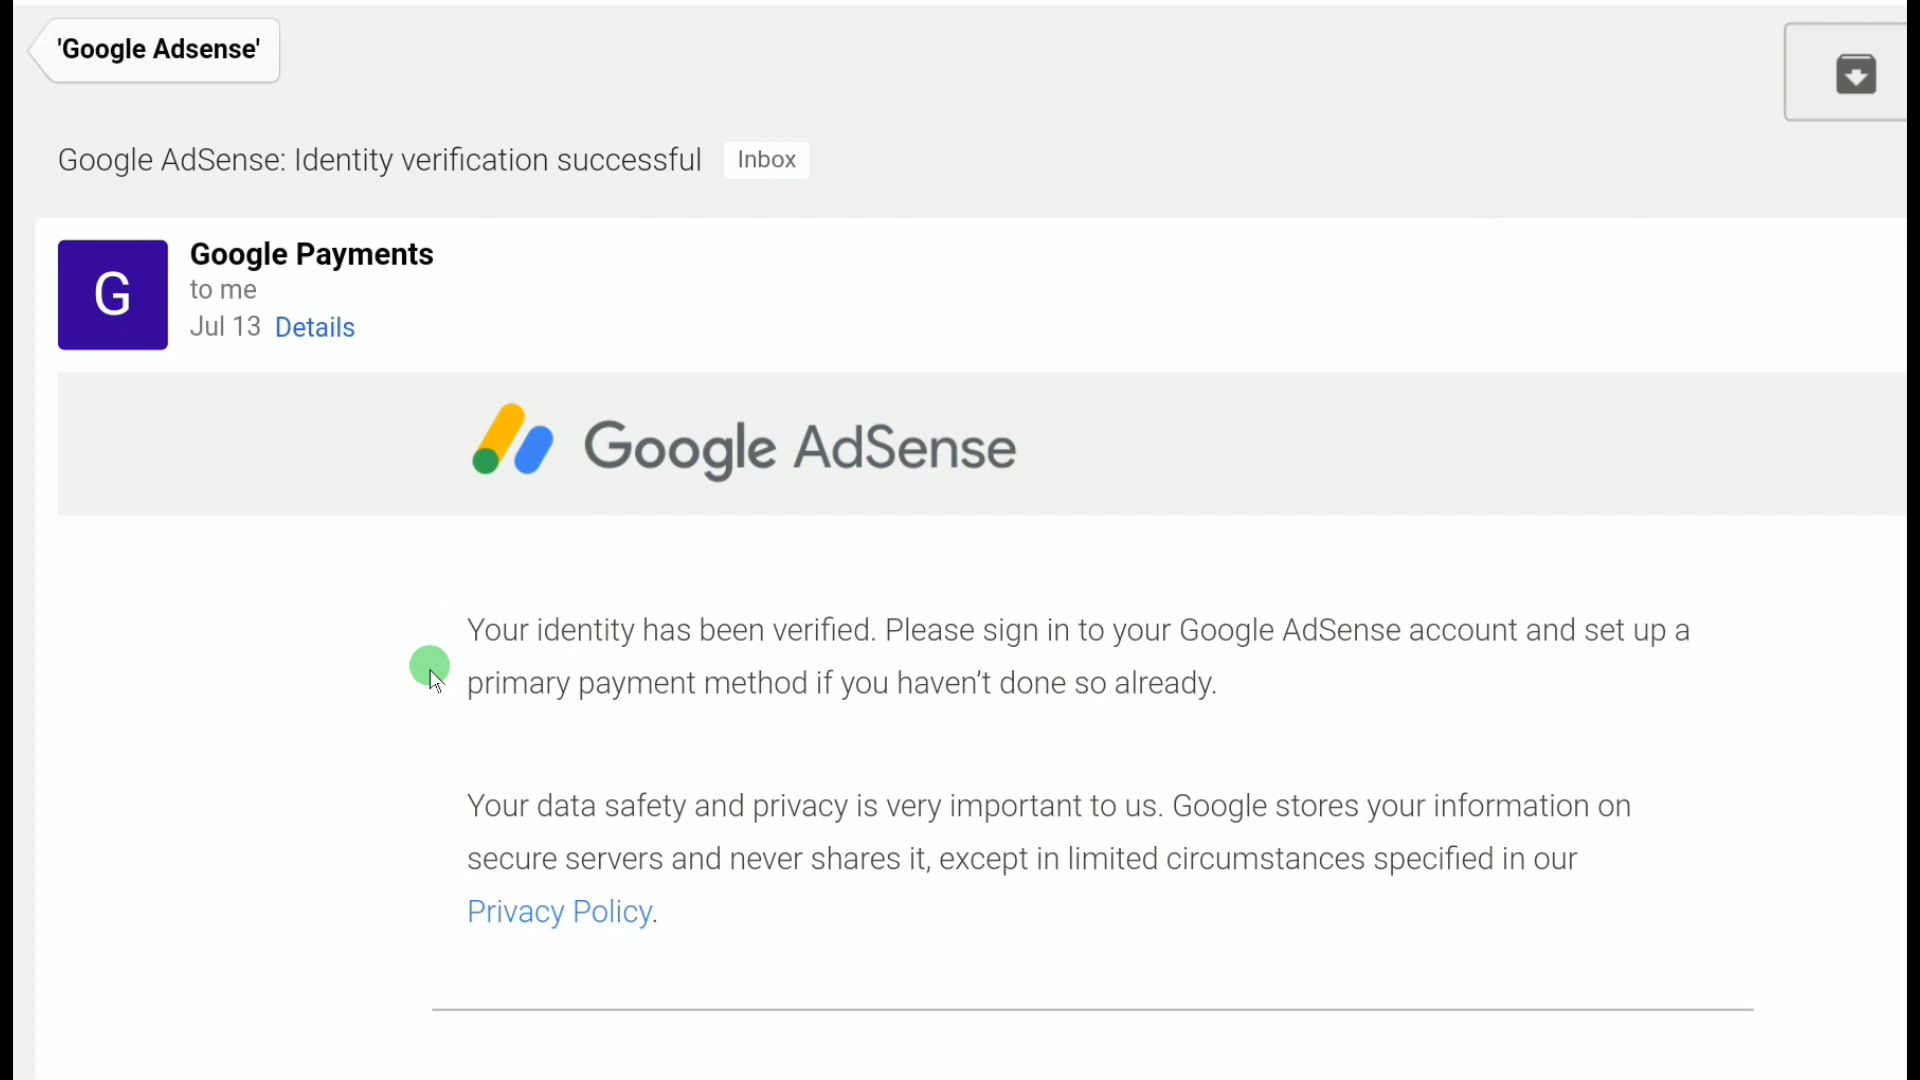 'Google Adsense'
Google AdSense: Identity verification successful Inbox
G
Google Payments
to me
Jul 13 Details
Google AdSense
Your identity has been verified. Please sign in to your Google AdSense account and set up a
primary payment method if you haven’t done so already.
Your data safety and privacy is very important to us. Google stores your information on
secure servers and never shares it, except in limited circumstances specified in our
Privacy Policy.